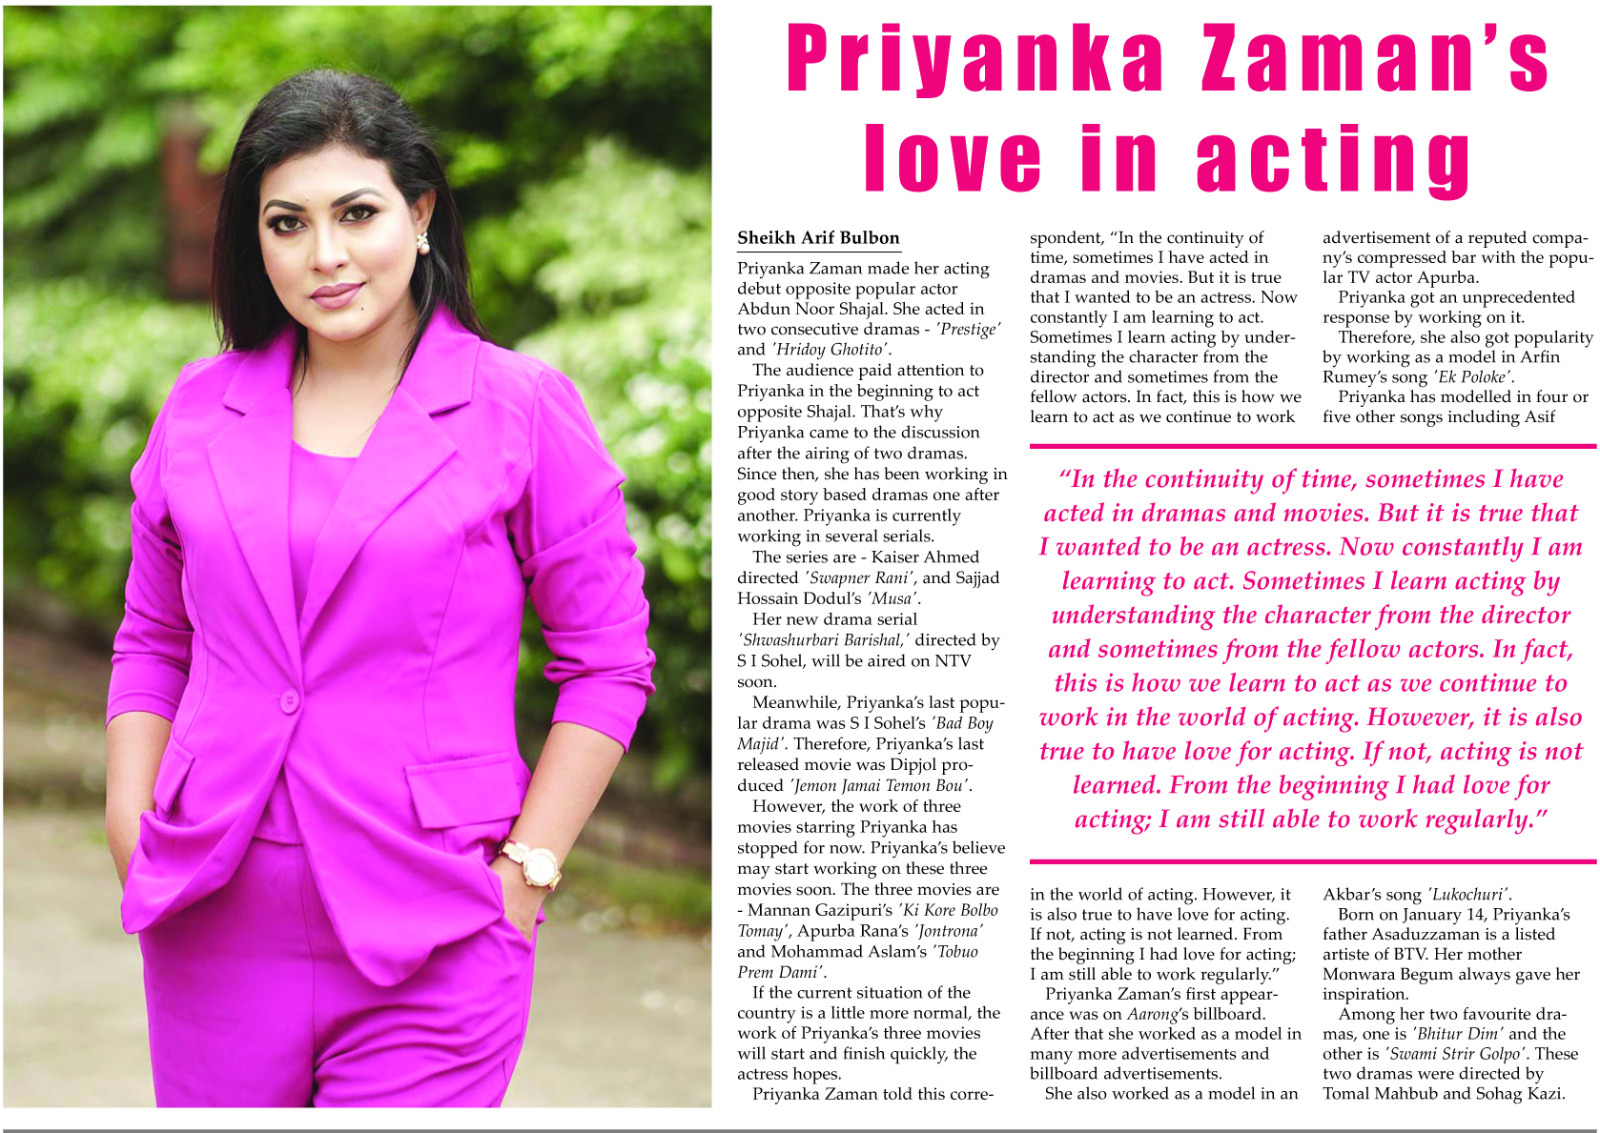 Priyanka Zaman's
love in acting
Sheikh Arif Bulbon
Priyanka Zaman made her acting
debut opposite popular actor
Abdun Noor Shajal. She acted in
two consecutive dramas - 'Prestige'
and 'Hridoy Ghotito'.
The audience paid attention to
Priyanka in the beginning to act
opposite Shajal. That's why
Priyanka came to the discussion
after the airing of two dramas.
Since then, she has been working in
good story based dramas one after
another. Priyanka is currently
working in several serials.
The series are - Kaiser Ahmed
directed 'Swapner Rani', and Sajjad
Hossain Dodul's 'Musa'.
Her new drama serial
'Shwashurbari Barishal,' directed by
S I Sohel, will be aired on NTV
soon.
Meanwhile, Priyanka's last popu-
lar drama was S I Sohel's 'Bad Boy
Majid'. Therefore, Priyanka's last
released movie was Dipjol pro-
duced 'Jemon Jamai Temon Bou'.
However, the work of three
movies starring Priyanka has
stopped for now. Priyanka's believe
may start working on these three
movies soon. The three movies are
- Mannan Gazipuri's 'Ki Kore Bolbo
Tomay', Apurba Rana's 'Jontrona'
and Mohammad Aslam's 'Tobuo
Prem Dami'.
If the current situation of the
country is a little more normal, the
work of Priyanka's three movies
will start and finish quickly, the
actress hopes.
Priyanka Zaman told this corre-
spondent, "In the continuity of
time, sometimes I have acted in
dramas and movies. But it is true
that I wanted to be an actress. Now
constantly I am learning to act.
Sometimes I learn acting by under-
standing the character from the
director and sometimes from the
fellow actors. In fact, this is how we
learn to act as we continue to work
in the world of acting. However, it
is also true to have love for acting.
If not, acting is not learned. From
the beginning I had love for acting;
I am still able to work regularly."
Priyanka Zaman's first appear-
ance was on Aarong's billboard.
After that she worked as a model in
many more advertisements and
billboard advertisements.
She also worked as a model in an
advertisement of a reputed compa-
ny's compressed bar with the popu-
lar TV actor Apurba.
Priyanka got an unprecedented
response by working on it.
Therefore, she also got popularity
by working as a model in Arfin
Rumey's song 'Ek Poloke'.
Priyanka has modelled in four or
five other songs including Asif
Akbar's song 'Lukochuri'.
Born on January 14, Priyanka's
father Asaduzzaman is a listed
artiste of BTV. Her mother
Monwara Begum always gave her
inspiration.
Among her two favourite dra-
mas, one is 'Bhitur Dim' and the
other is 'Swami Strir Golpo'. These
two dramas were directed by
Tomal Mahbub and Sohag Kazi.
"In the continuity of time, sometimes I have
acted in dramas and movies. But it is true that
I wanted to be an actress. Now constantly I am
learning to act. Sometimes I learn acting by
understanding the character from the director
and sometimes from the fellow actors. In fact,
this is how we learn to act as we continue to
work in the world of acting. However, it is also
true to have love for acting. If not, acting is not
learned. From the beginning I had love for
acting; I am still able to work regularly."